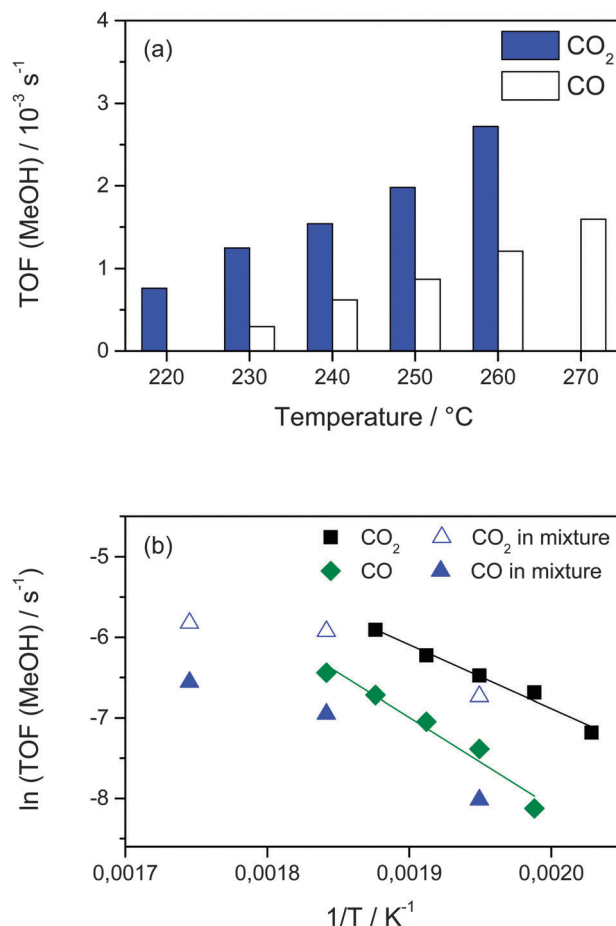 (a)
CO₂
CO
4
3
2
1
0
TOF (MeOH) / 10⁻³ s⁻¹
220 230 240 250 260 270
Temperature / °C
(b)
CO₂
CO₂ in mixture
CO
CO in mixture
-5
-6
-7
-8
ln (TOF (MeOH) / s⁻¹)
0,0017 0,0018 0,0019 0,0020
1/T / K⁻¹